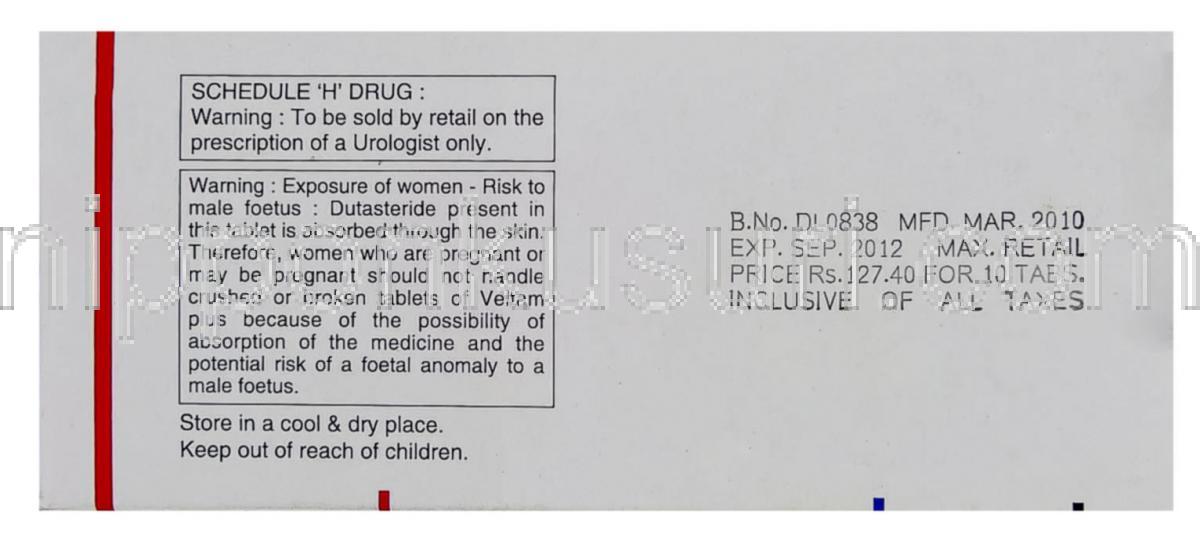 SCHEDULE 'H' DRUG :
Warning : To be sold by retail on the
prescription of a Urologist only.
Warning : Exposure of women - Risk to
male foetus : Dutasteride present in
this tablet is absorbed through the skin.
Therefore, women who are pregnant or
may be pregnant should not handle
crushed or broken tablets of Veltam
plus because of the possibility of
absorption of the medicine and the
potential risk of a foetal anomaly to a
male foetus.
Store in a cool & dry place.
Keep out of reach of children.
B.No. DL0838 MFD. MAR. 2010
EXP. SEP. 2012 MAX. RETAIL
PRICE Rs.127.40 FOR 10 TABS.
INCLUSIVE OF ALL TAXES
nipponkusuri.com